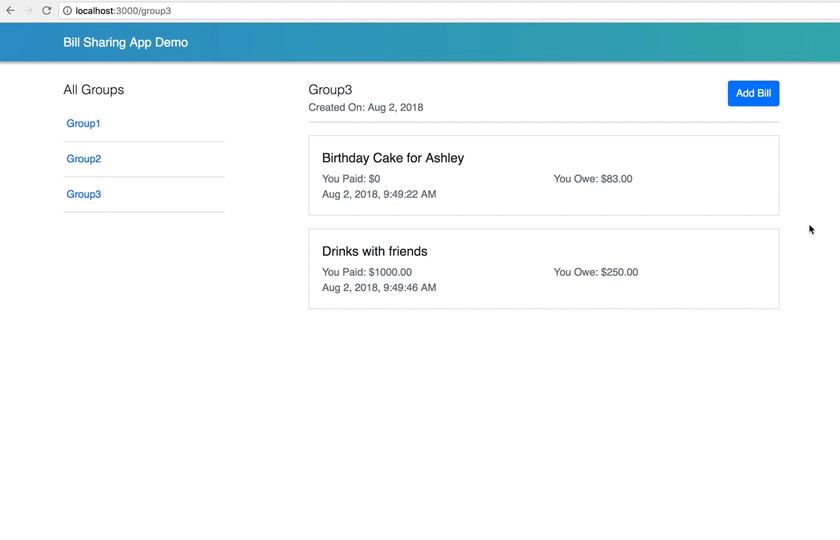 localhost:3000/group3
Bill Sharing App Demo
All Groups
Group1
Group2
Group3
Group3
Created On: Aug 2, 2018
Add Bill
Birthday Cake for Ashley
You Paid: $0 You Owe: $83.00
Aug 2, 2018, 9:49:22 AM
Drinks with friends
You Paid: $1000.00 You Owe: $250.00
Aug 2, 2018, 9:49:46 AM